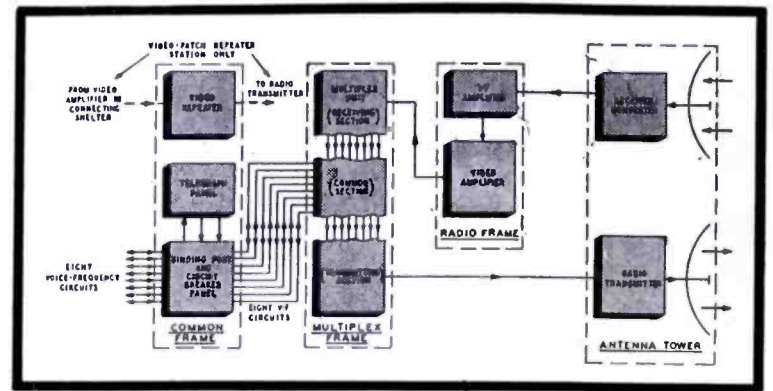 VIDEO-PATCH REPEATER
STATION ONLY
FROM VIDEO
AMPLIFIER IN
CONNECTING
SHELTER
VIDEO
REPEATER
TO RADIO
TRANSMITTER
TELEGRAPH
PANEL
BINDING POST
AND
CIRCUIT
BREAKER
PANEL
EIGHT
VOICE-FREQUENCY
CIRCUITS
COMMON
FRAME
EIGHT V-F
CIRCUITS
MULTIPLEX
UNIT
(RECEIVING
SECTION)
(COMMON
SECTION)
(TRANSMITTING
SECTION)
MULTIPLEX
FRAME
I-F
AMPLIFIER
VIDEO
AMPLIFIER
RADIO FRAME
RADIO
TRANSMITTER
ANTENNA TOWER